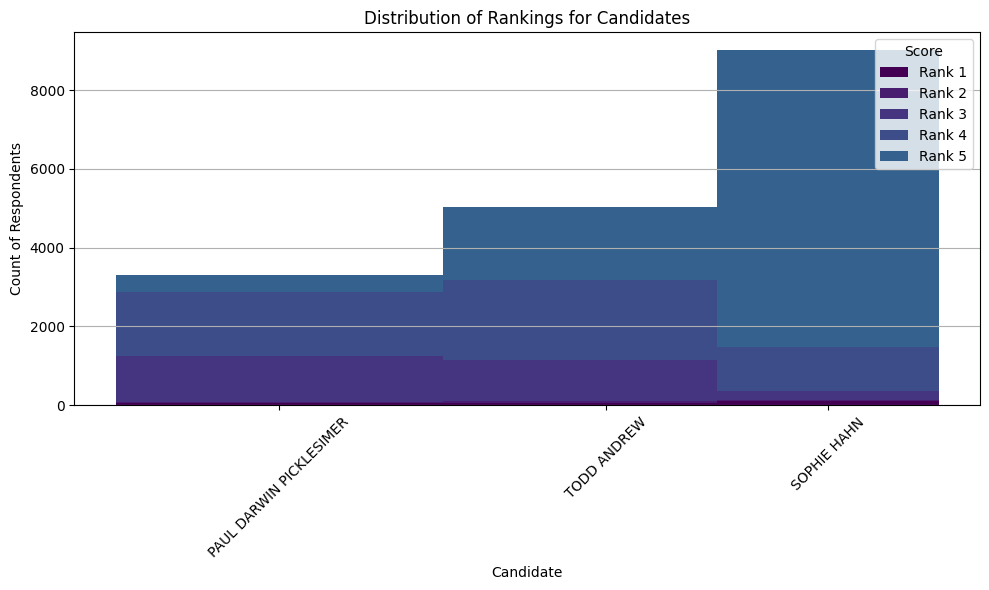 Distribution of Rankings for Candidates
Score
Rank 1
Rank 2
Rank 3
Rank 4
Rank 5
Count of Respondents
8000
6000
4000
2000
0
PAUL DARWIN PICKLESIMER
TODD ANDREW
SOPHIE HAHN
Candidate